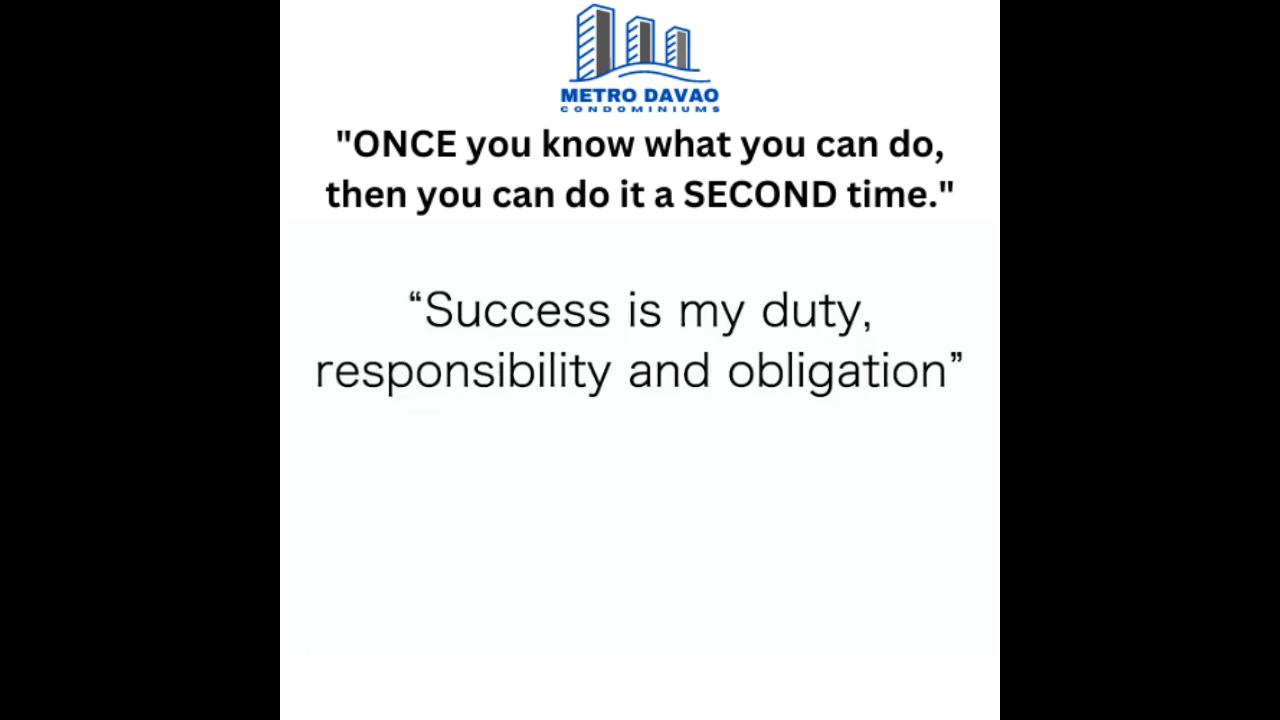 METRO DAVAO
CONDOMINIUMS
"ONCE you know what you can do,
then you can do it a SECOND time."
“Success is my duty,
responsibility and obligation”